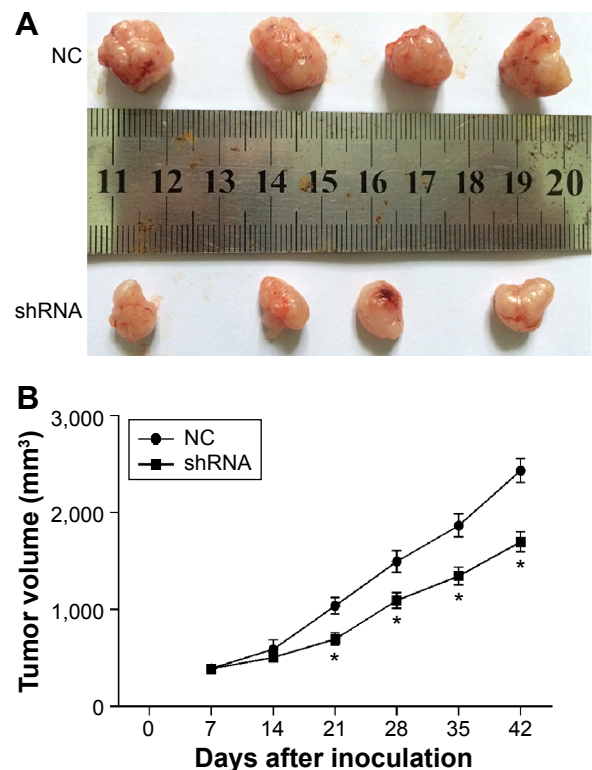 A
NC
11 12 13 14 15 16 17 18 19 20
shRNA
B
3,000
2,000
1,000
0
Tumor volume (mm³)
NC
shRNA
*
*
*
*
0 7 14 21 28 35 42
Days after inoculation